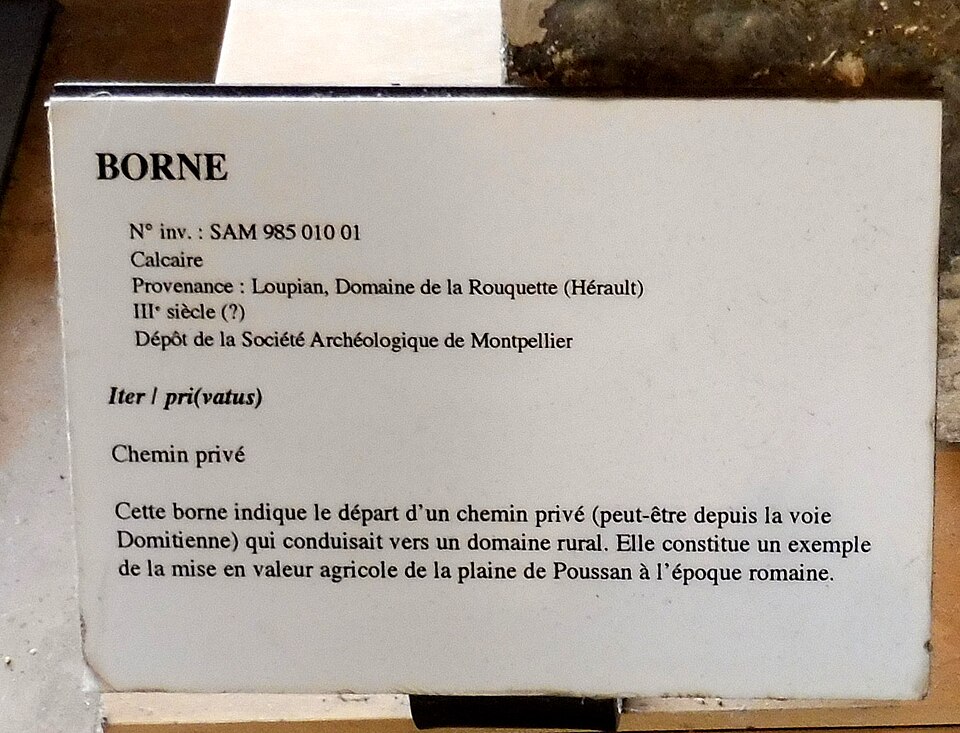 BORNE
N° inv. : SAM 985 010 01
Calcaire
Provenance : Loupian, Domaine de la Rouquette (Hérault)
IIIᵉ siècle (?)
Dépôt de la Société Archéologique de Montpellier
Iter / pri(vatus)
Chemin privé
Cette borne indique le départ d'un chemin privé (peut-être depuis la voie
Domitienne) qui conduisait vers un domaine rural. Elle constitue un exemple
de la mise en valeur agricole de la plaine de Poussan à l'époque romaine.